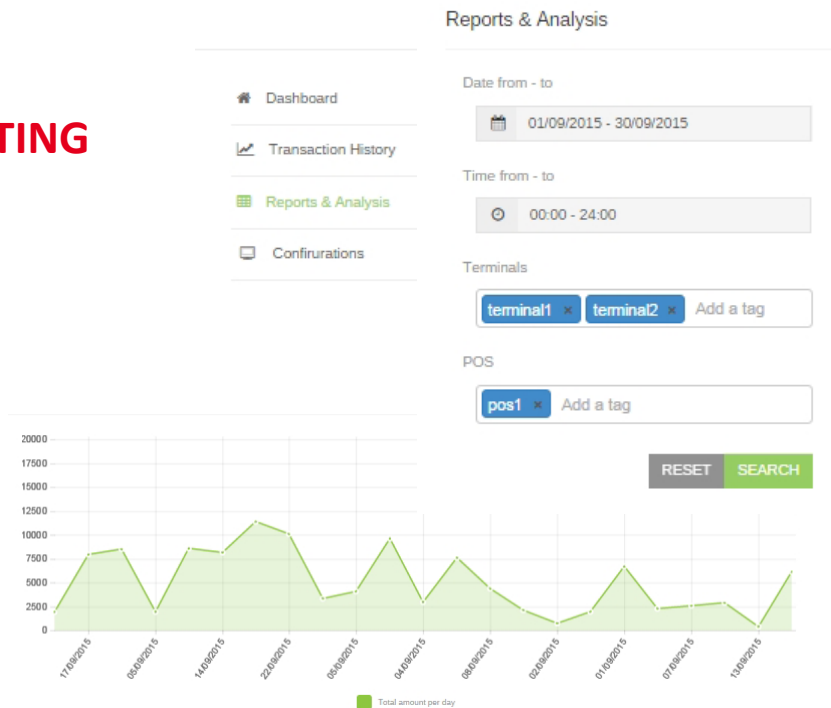 Reports & Analysis
TING
Dashboard
Transaction History
Reports & Analysis
Confirurations
Date from - to
01/09/2015 - 30/09/2015
Time from - to
00:00 - 24:00
Terminals
terminal1 × terminal2 × Add a tag
POS
pos1 × Add a tag
RESET SEARCH
20000
17500
15000
12500
10000
7500
5000
2500
0
17/09/2015 05/09/2015 14/09/2015 22/09/2015 05/09/2015 04/09/2015 08/09/2015 02/09/2015 01/09/2015 07/09/2015 13/09/2015
Total amount per day